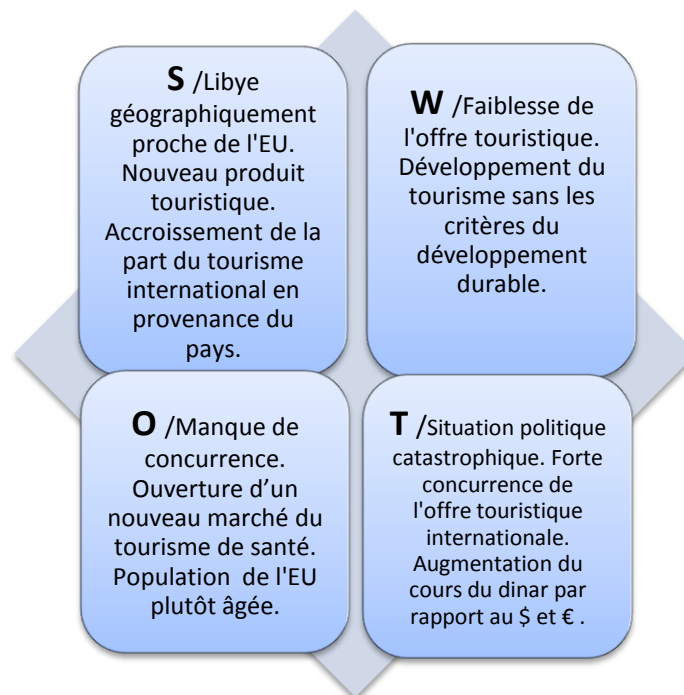 S /Libye
géographiquement
proche de l'EU.
Nouveau produit
touristique.
Accroissement de la
part du tourisme
international en
provenance du
pays.
W /Faiblesse de
l'offre touristique.
Développement du
tourisme sans les
critères du
développement
durable.
O /Manque de
concurrence.
Ouverture d’un
nouveau marché du
tourisme de santé.
Population de l'EU
plutôt âgée.
T /Situation politique
catastrophique. Forte
concurrence de
l'offre touristique
internationale.
Augmentation du
cours du dinar par
rapport au $ et € .